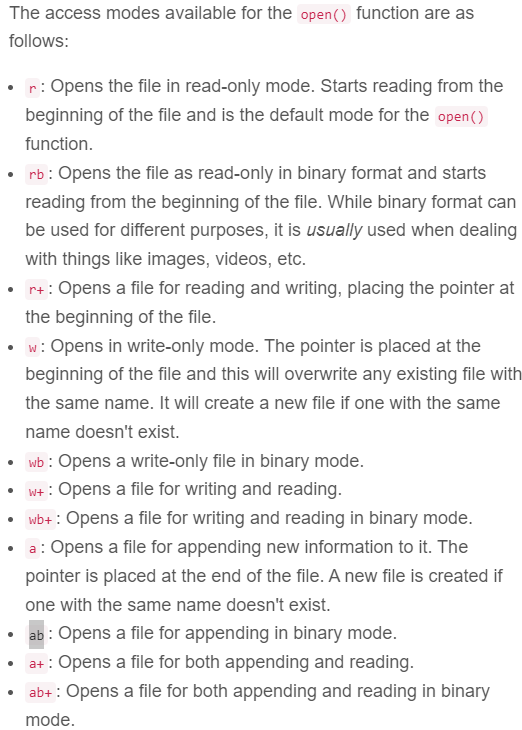 The access modes available for the open() function are as
follows:
• r: Opens the file in read-only mode. Starts reading from the
beginning of the file and is the default mode for the open()
function.
• rb: Opens the file as read-only in binary format and starts
reading from the beginning of the file. While binary format can
be used for different purposes, it is usually used when dealing
with things like images, videos, etc.
• r+: Opens a file for reading and writing, placing the pointer at
the beginning of the file.
• w: Opens in write-only mode. The pointer is placed at the
beginning of the file and this will overwrite any existing file with
the same name. It will create a new file if one with the same
name doesn't exist.
• wb: Opens a write-only file in binary mode.
• w+: Opens a file for writing and reading.
• wb+: Opens a file for writing and reading in binary mode.
• a: Opens a file for appending new information to it. The
pointer is placed at the end of the file. A new file is created if
one with the same name doesn't exist.
• ab: Opens a file for appending in binary mode.
• a+: Opens a file for both appending and reading.
• ab+: Opens a file for both appending and reading in binary
mode.